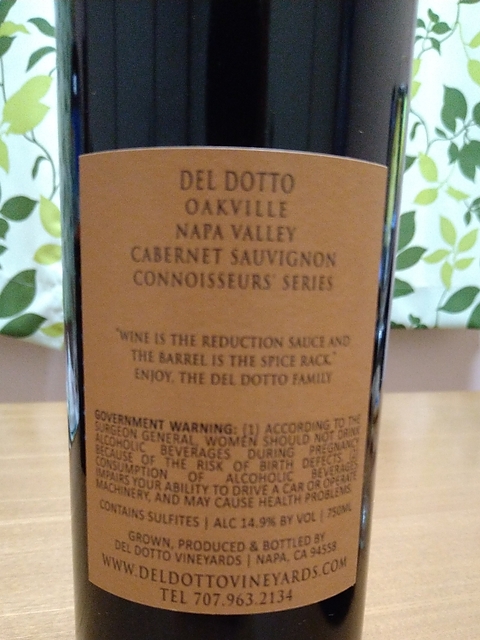 DEL DOTTO
OAKVILLE
NAPA VALLEY
CABERNET SAUVIGNON
CONNOISSEURS' SERIES
"WINE IS THE REDUCTION SAUCE AND
THE BARREL IS THE SPICE RACK."
ENJOY, THE DEL DOTTO FAMILY
GOVERNMENT WARNING: (1) ACCORDING TO THE
SURGEON GENERAL, WOMEN SHOULD NOT DRINK
ALCOHOLIC BEVERAGES DURING PREGNANCY
BECAUSE OF THE RISK OF BIRTH DEFECTS. (2)
CONSUMPTION OF ALCOHOLIC BEVERAGES
IMPAIRS YOUR ABILITY TO DRIVE A CAR OR OPERATE
MACHINERY, AND MAY CAUSE HEALTH PROBLEMS.
CONTAINS SULFITES | ALC 14.9% BY VOL | 750ML
GROWN, PRODUCED & BOTTLED BY
DEL DOTTO VINEYARDS | NAPA, CA 94558
WWW.DELDOTTOVINEYARDS.COM
TEL 707.963.2134